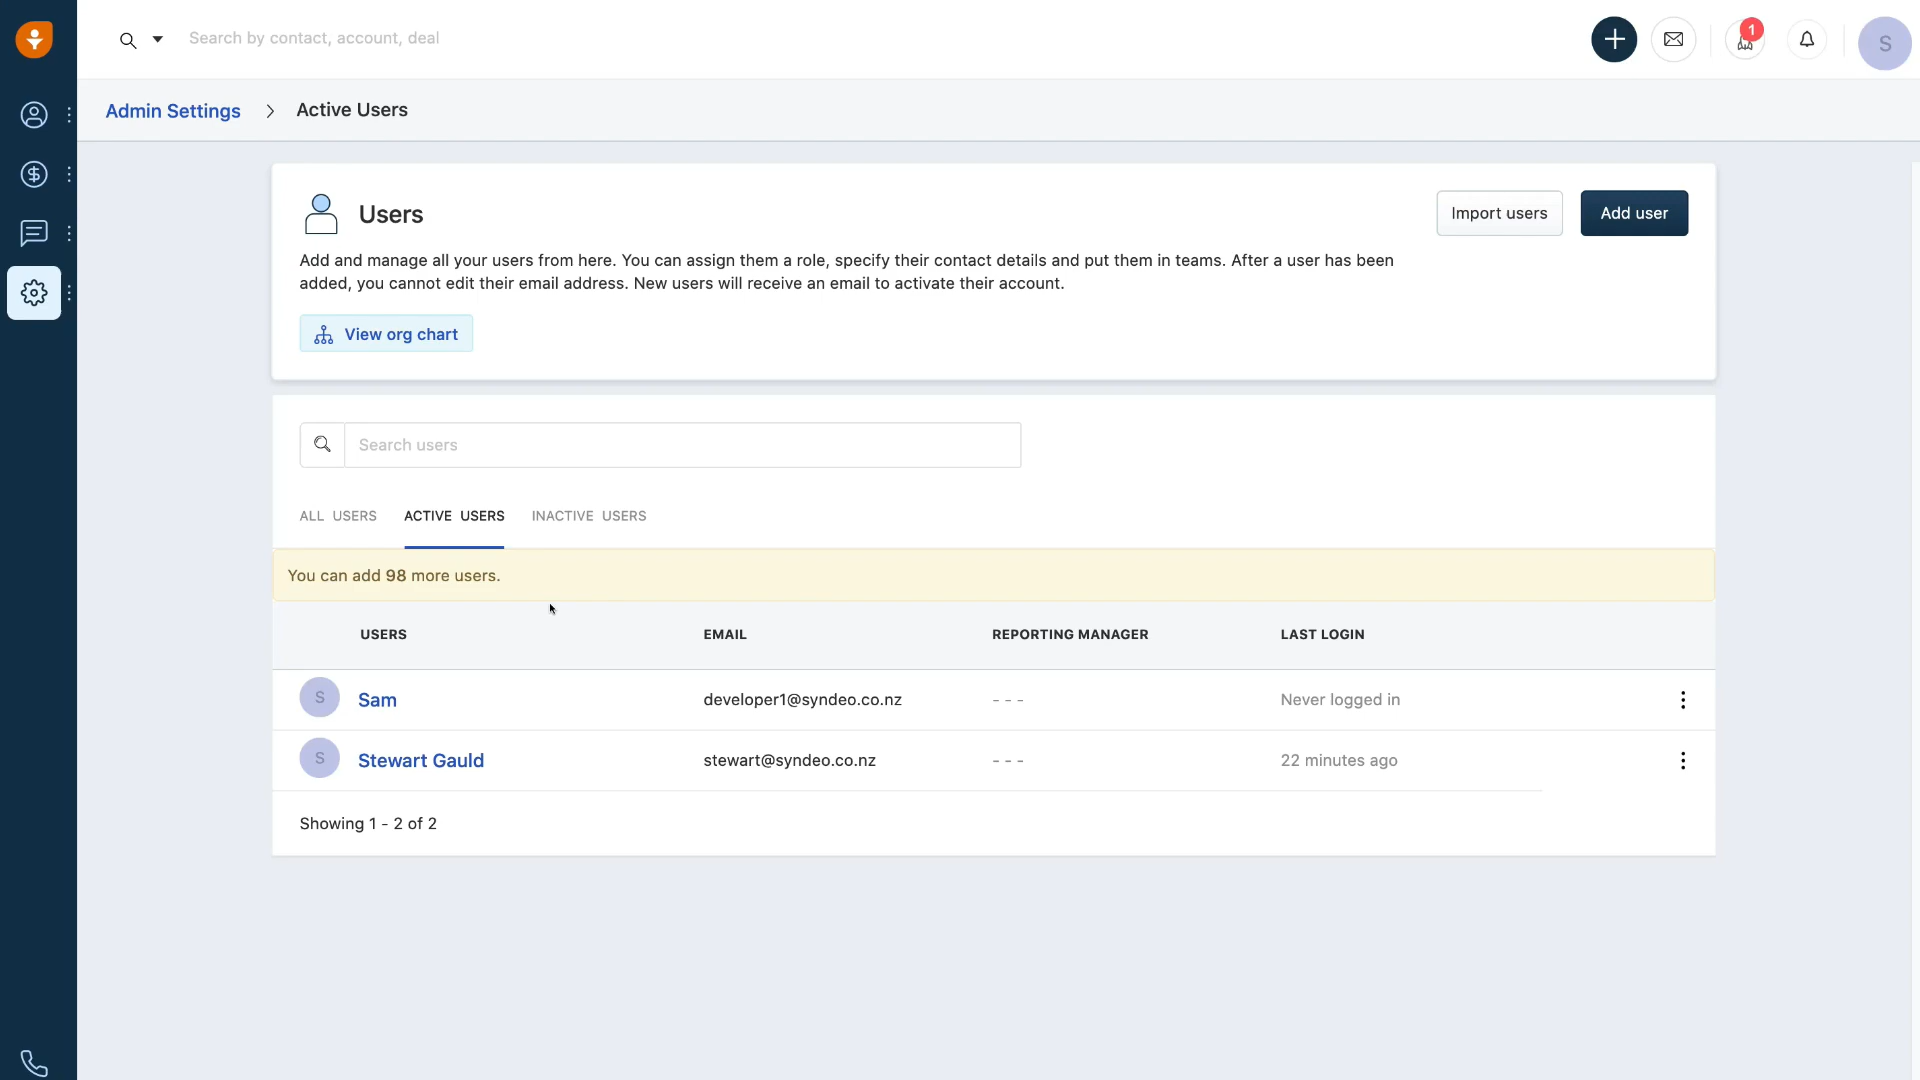 Search by contact, account, deal
1
S
Admin Settings > Active Users
Users
Import users
Add user
Add and manage all your users from here. You can assign them a role, specify their contact details and put them in teams. After a user has been
added, you cannot edit their email address. New users will receive an email to activate their account.
View org chart
Search users
ALL USERS ACTIVE USERS INACTIVE USERS
You can add 98 more users.
USERS EMAIL REPORTING MANAGER LAST LOGIN
S Sam developer1@syndeo.co.nz - - - Never logged in
S Stewart Gauld stewart@syndeo.co.nz - - - 22 minutes ago
Showing 1 - 2 of 2